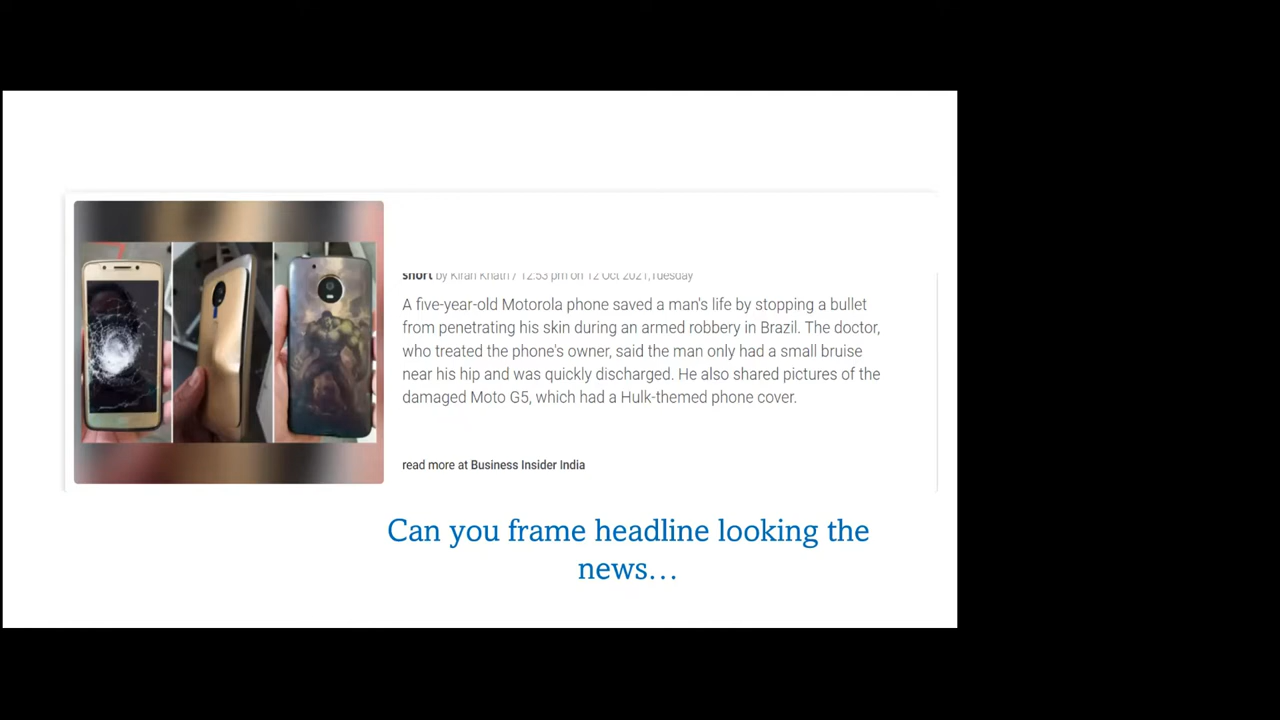 short by Kiran Khatri / 12:53 pm on 12 Oct 2021,Tuesday
A five-year-old Motorola phone saved a man's life by stopping a bullet
from penetrating his skin during an armed robbery in Brazil. The doctor,
who treated the phone's owner, said the man only had a small bruise
near his hip and was quickly discharged. He also shared pictures of the
damaged Moto G5, which had a Hulk-themed phone cover.
read more at Business Insider India
Can you frame headline looking the
news…